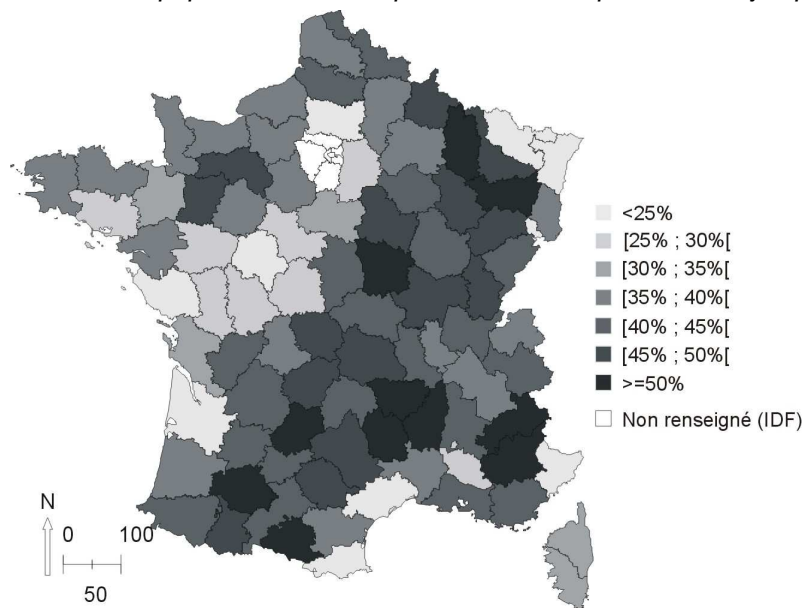 <25%
[25% ; 30%[
[30% ; 35%[
[35% ; 40%[
[40% ; 45%[
[45% ; 50%[
>=50%
Non renseigné (IDF)
N
0 100
50